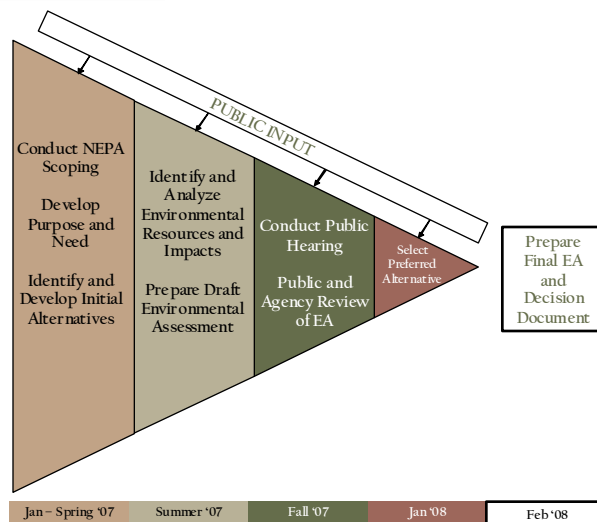 PUBLIC INPUT
Conduct NEPA
Scoping
Develop
Purpose and
Need
Identify and
Develop Initial
Alternatives
Identify and
Analyze
Environmental
Resources and
Impacts
Prepare Draft
Environmental
Assessment
Conduct Public
Hearing
Public and
Agency Review
of EA
Select
Preferred
Alternative
Prepare
Final EA
and
Decision
Document
Jan – Spring ‘07
Summer ‘07
Fall ‘07
Jan ‘08
Feb ‘08